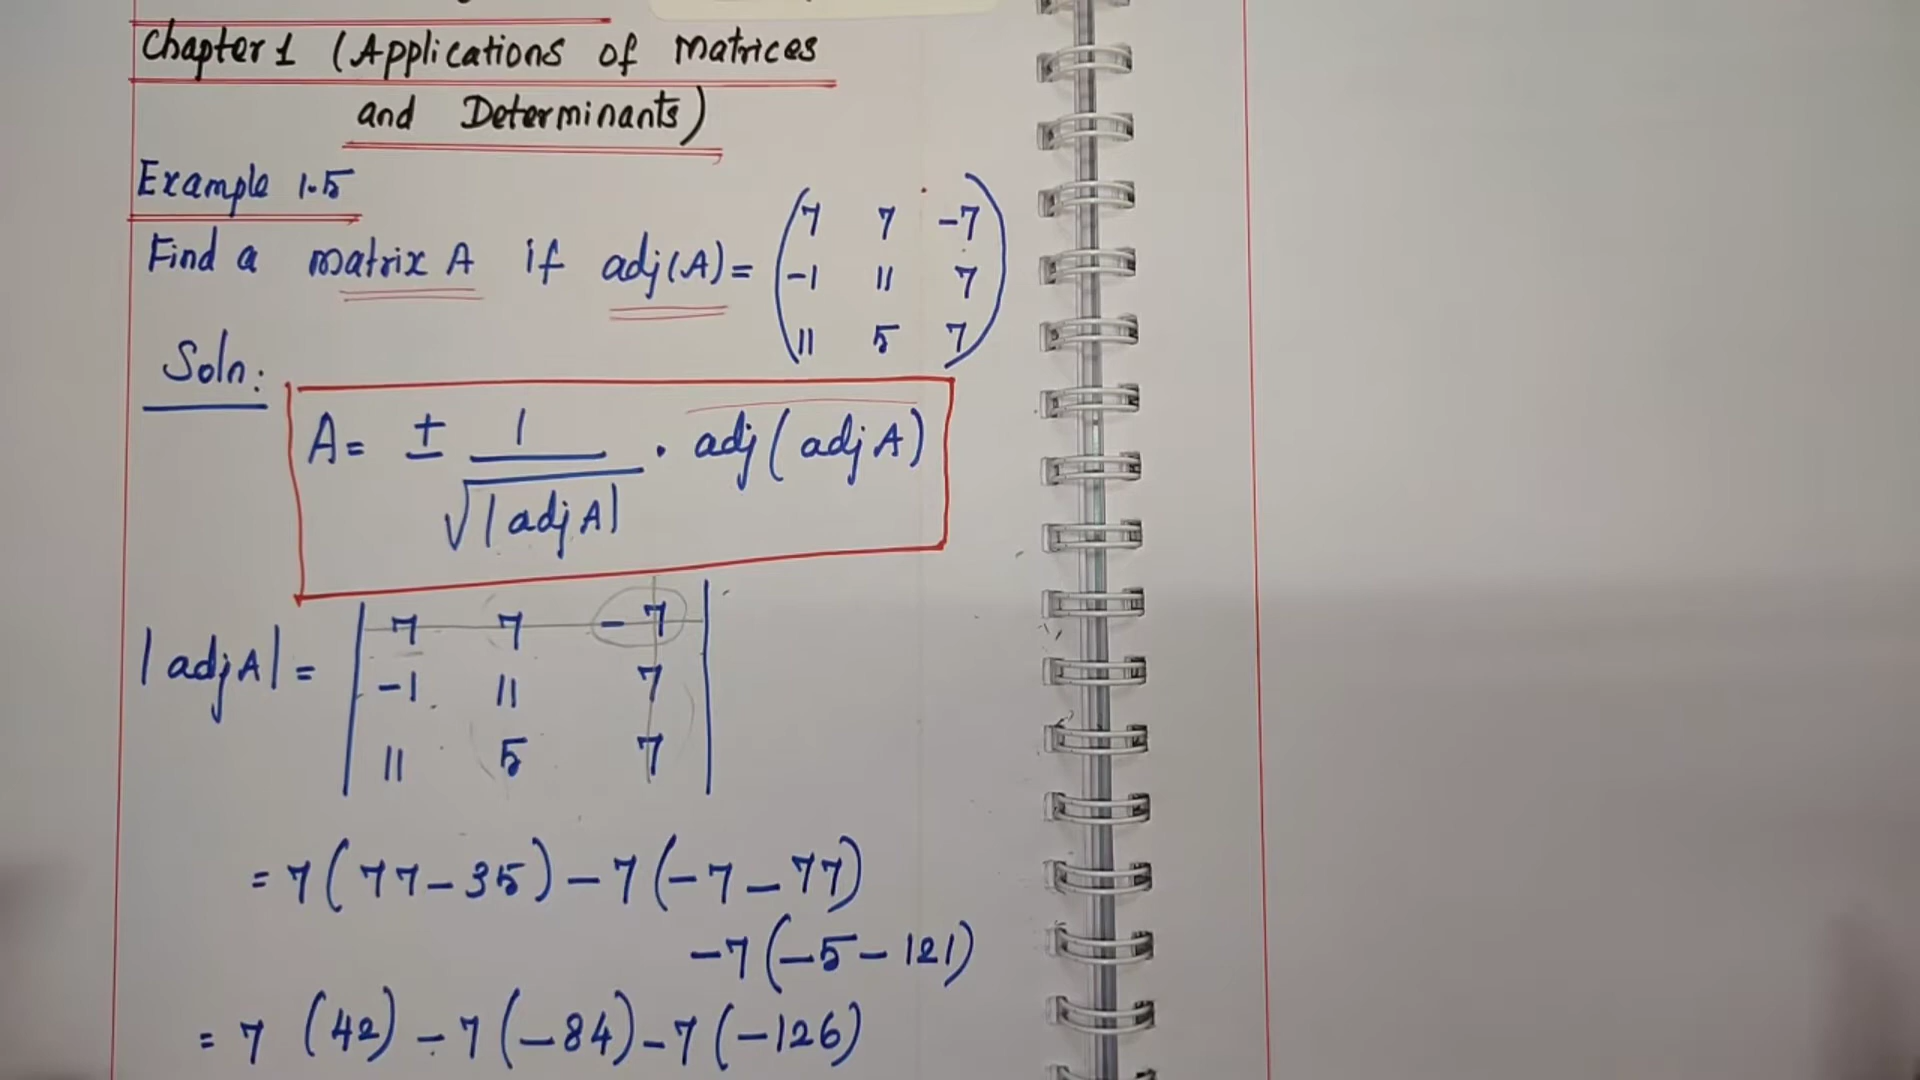 Chapter 1 (Applications of Matrices
and Determinants)
Example 1.5
Find a matrix A if adj(A) = ( 7 7 -7
-1 11 7
11 5 7 )
Soln:
A = ± 1 / √|adj A| . adj (adj A)
|adj A| = | 7 7 -7
-1 11 7
11 5 7 |
= 7(77-35) - 7(-7-77)
-7(-5-121)
= 7 (42) - 7(-84) - 7(-126)